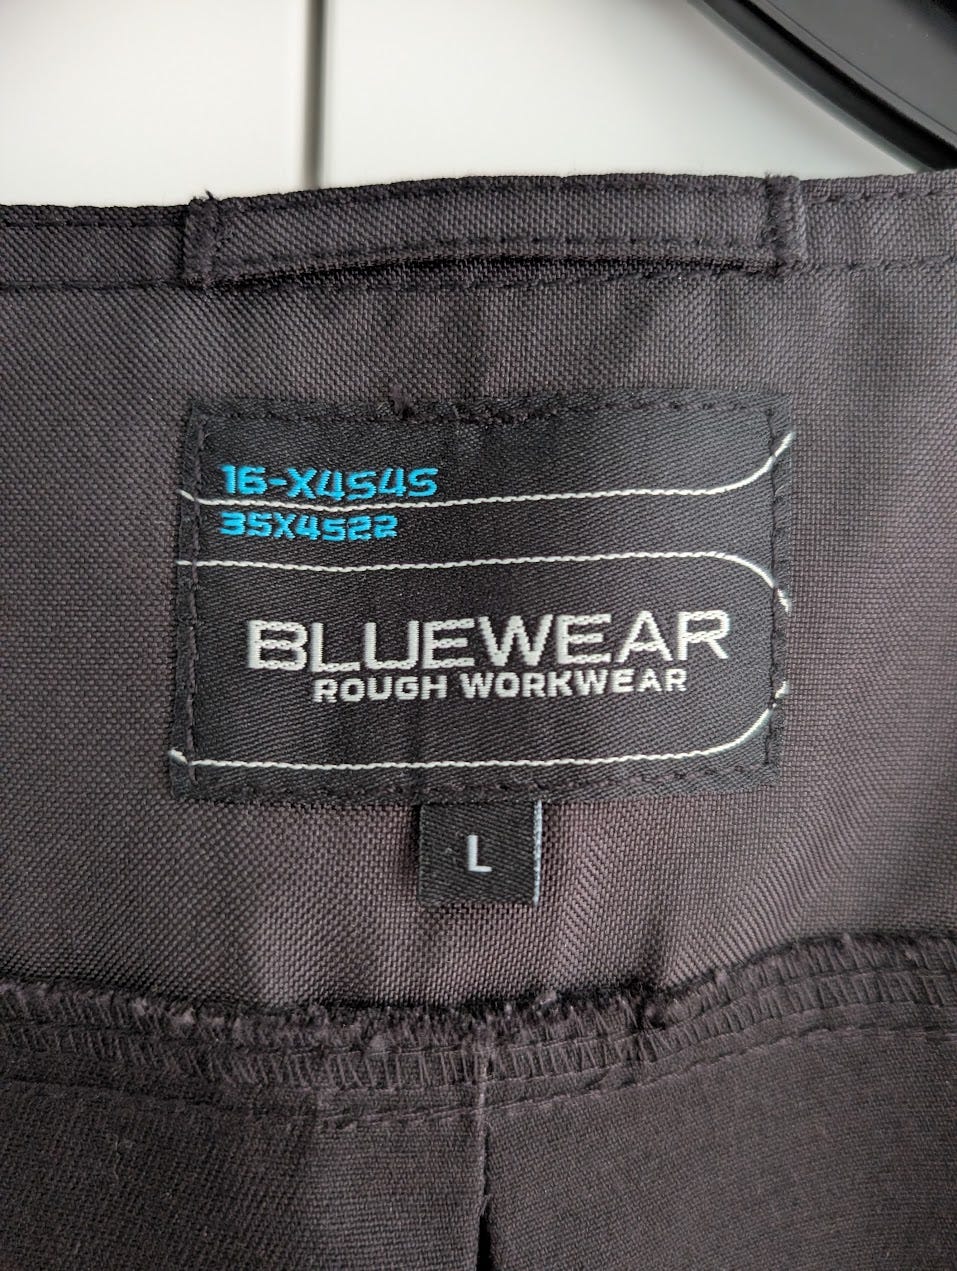 16-X4545
35X4522
BLUEWEAR
ROUGH WORKWEAR
L